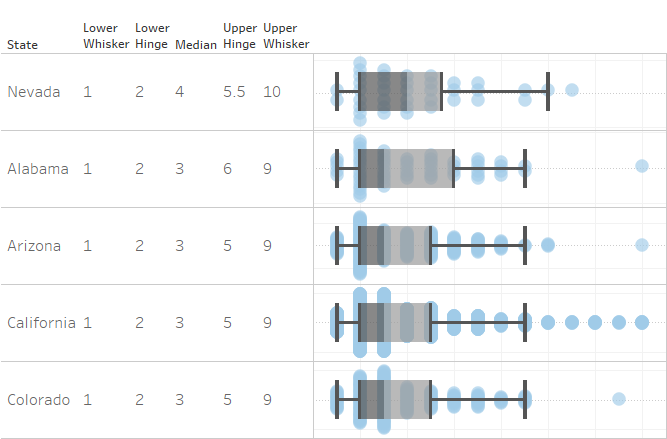 State Lower Whisker Lower Hinge Median Upper Hinge Upper Whisker
Nevada 1 2 4 5.5 10
Alabama 1 2 3 6 9
Arizona 1 2 3 5 9
California 1 2 3 5 9
Colorado 1 2 3 5 9